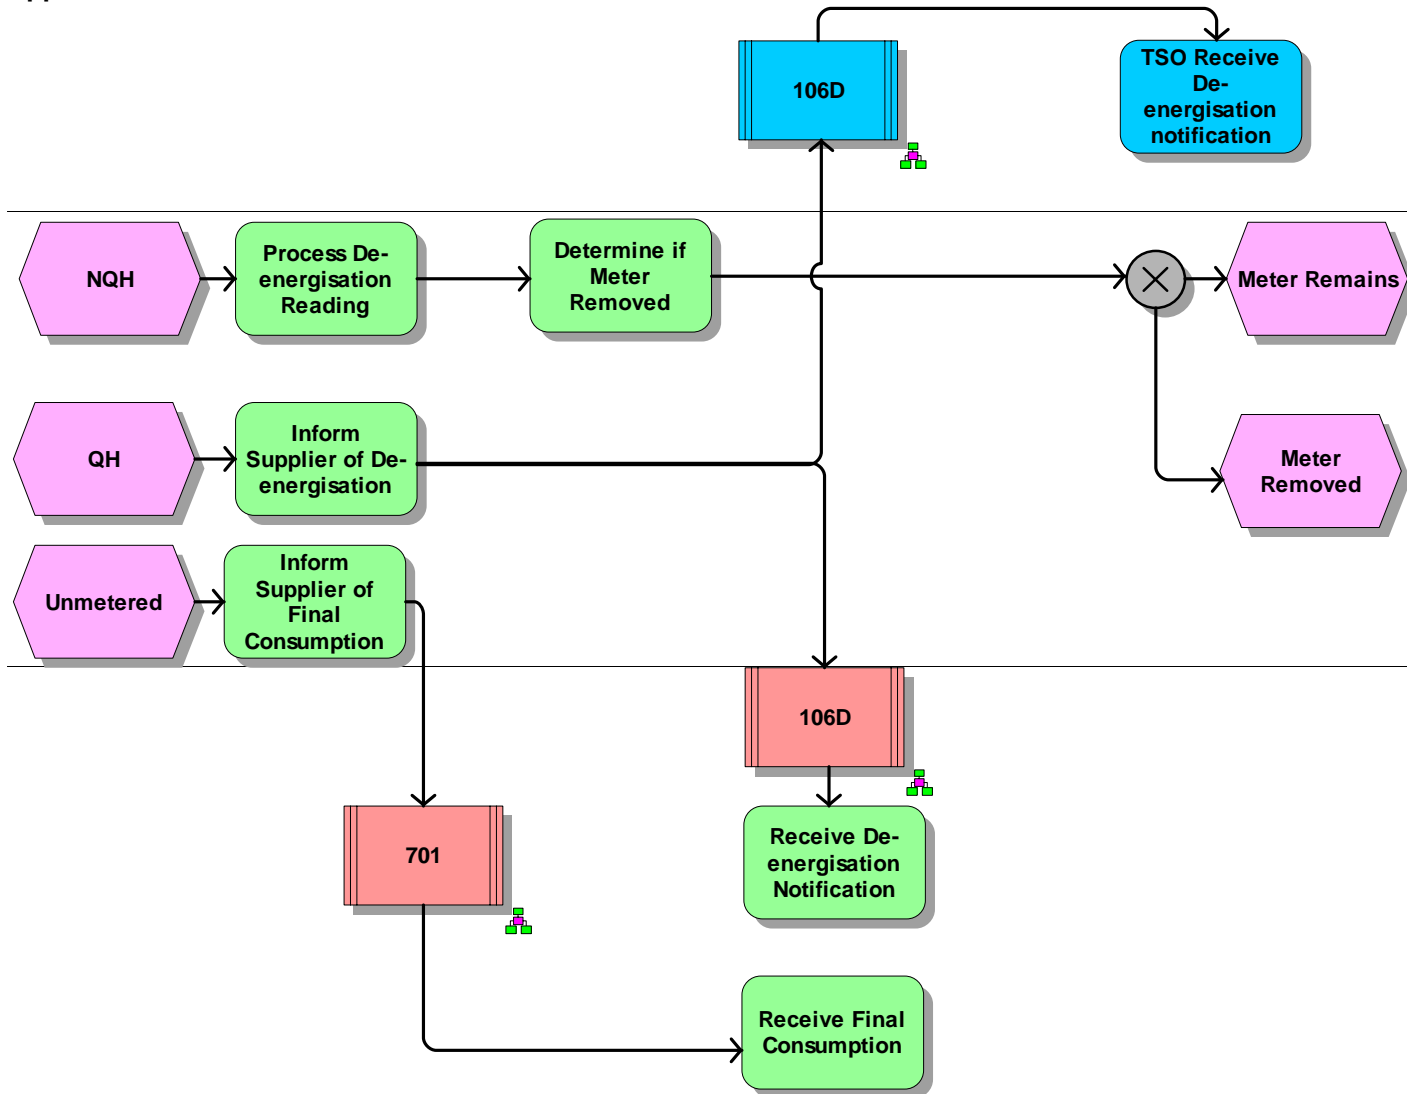 106D
TSO Receive
De-
energisation
notification
NQH
Process De-
energisation
Reading
Determine if
Meter
Removed
Meter Remains
QH
Inform
Supplier of De-
energisation
Meter
Removed
Unmetered
Inform
Supplier of
Final
Consumption
106D
701
Receive De-
energisation
Notification
Receive Final
Consumption